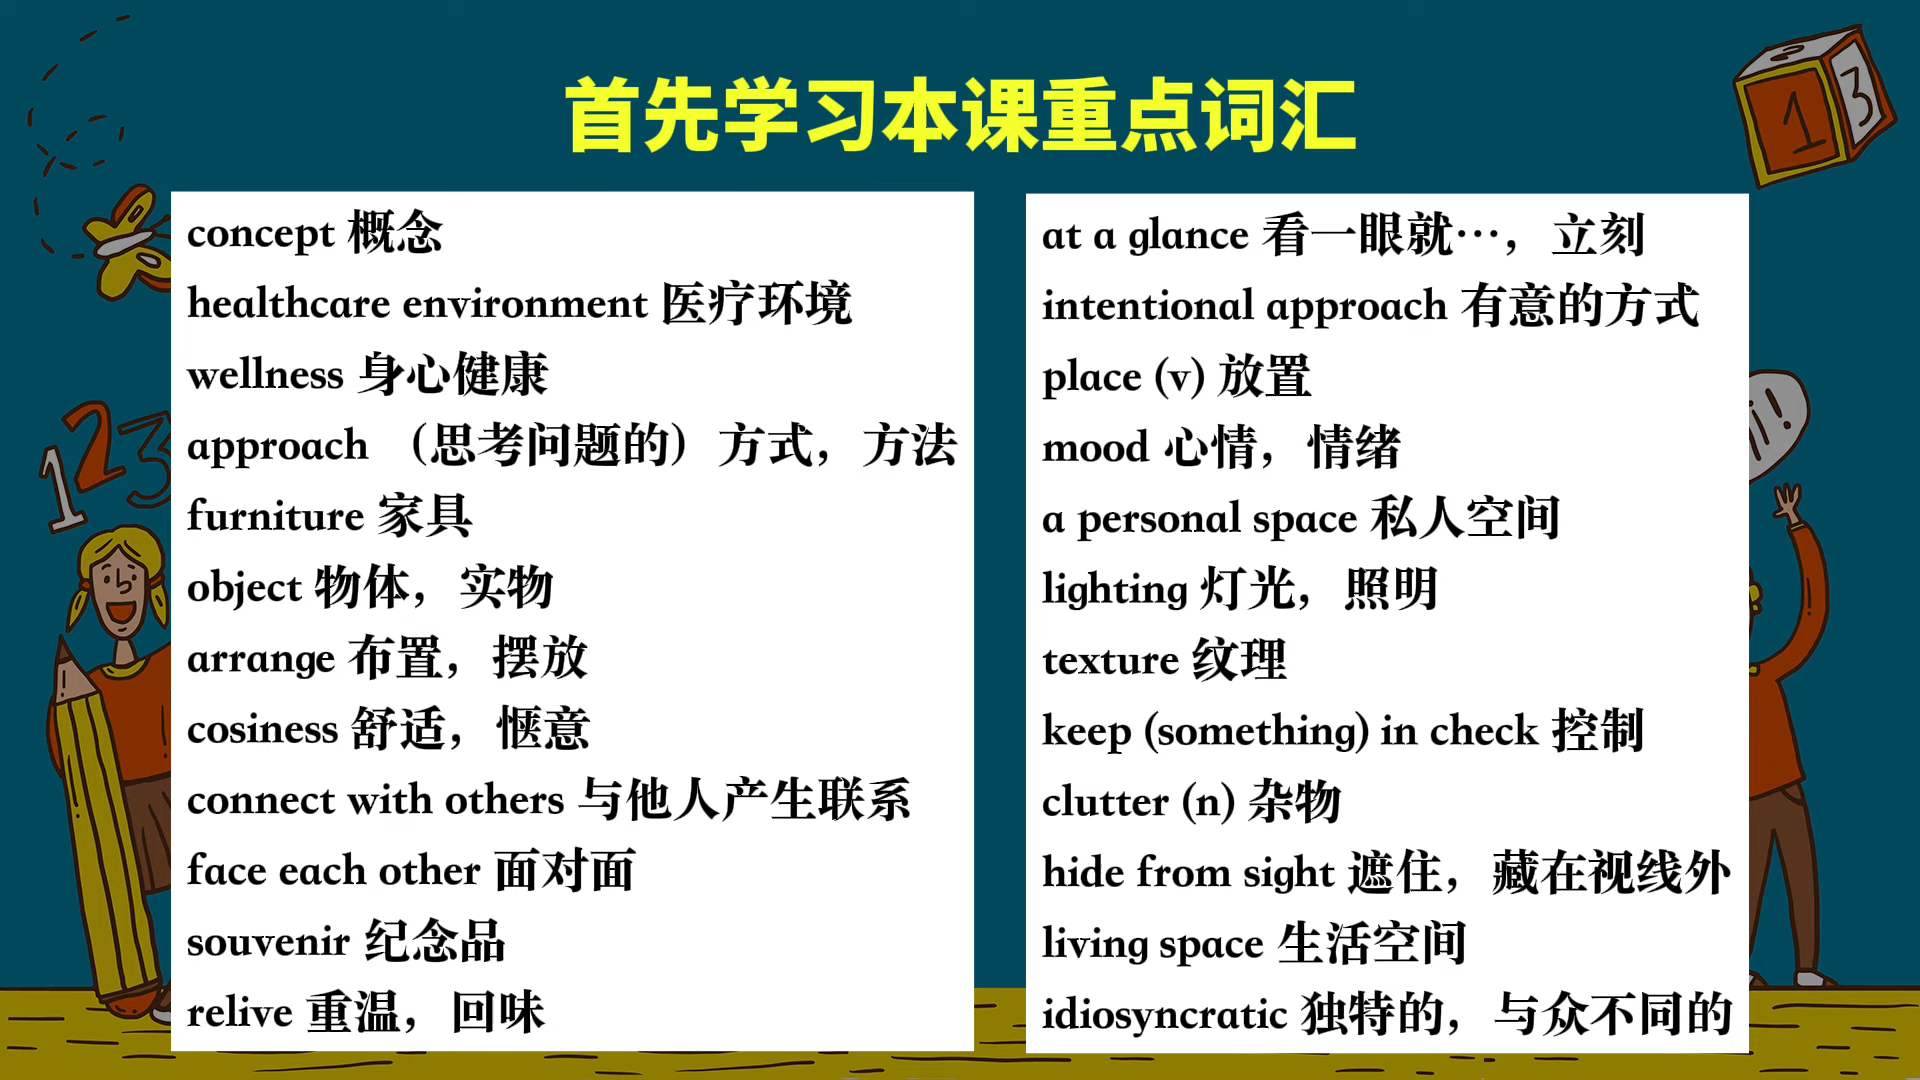 首先学习本课重点词汇
concept 概念
healthcare environment 医疗环境
wellness 身心健康
approach （思考问题的）方式，方法
furniture 家具
object 物体，实物
arrange 布置，摆放
cosiness 舒适，惬意
connect with others 与他人产生联系
face each other 面对面
souvenir 纪念品
relive 重温，回味
at a glance 看一眼就…，立刻
intentional approach 有意的方式
place (v) 放置
mood 心情，情绪
a personal space 私人空间
lighting 灯光，照明
texture 纹理
keep (something) in check 控制
clutter (n) 杂物
hide from sight 遮住，藏在视线外
living space 生活空间
idiosyncratic 独特的，与众不同的
1
3
123